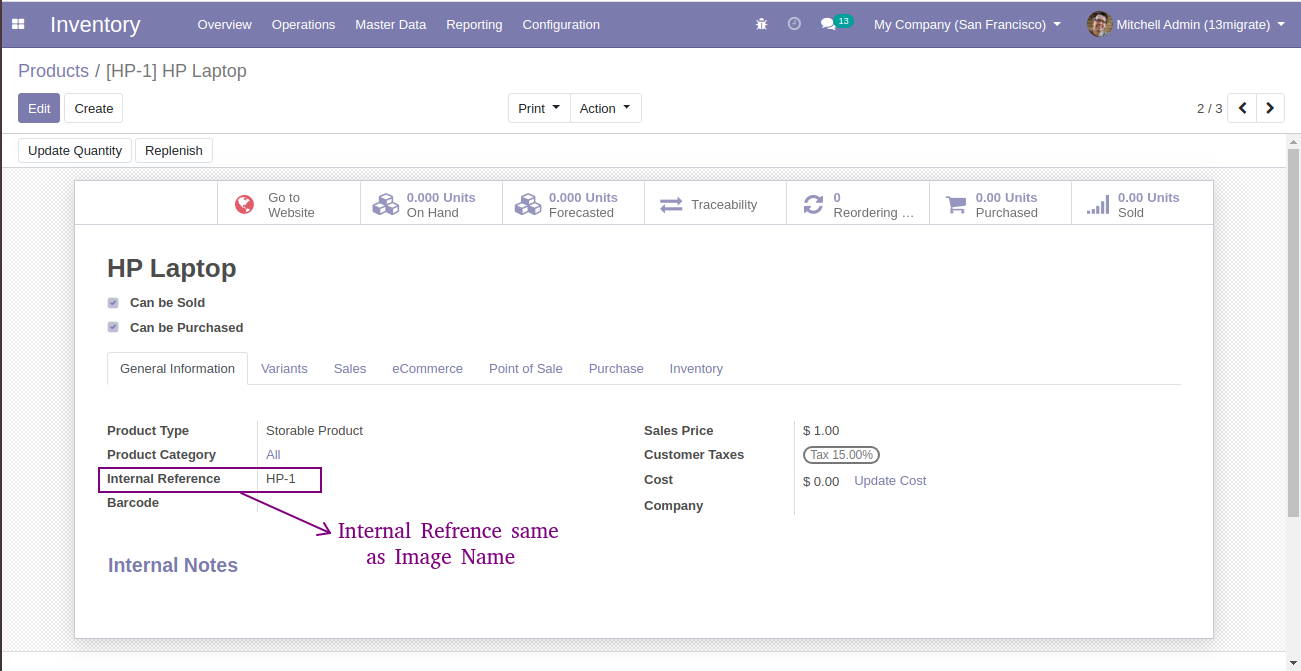 Inventory Overview Operations Master Data Reporting Configuration 13 My Company (San Francisco) Mitchell Admin (13migrate)
Products / [HP-1] HP Laptop
Edit Create Print Action 2 / 3
Update Quantity Replenish
Go to
Website
0.000 Units
On Hand
0.000 Units
Forecasted
Traceability
0
Reordering ...
0.00 Units
Purchased
0.00 Units
Sold
HP Laptop
Can be Sold
Can be Purchased
General Information Variants Sales eCommerce Point of Sale Purchase Inventory
Product Type Storable Product
Product Category All
Internal Reference HP-1
Barcode
Sales Price $ 1.00
Customer Taxes Tax 15.00%
Cost $ 0.00 Update Cost
Company
Internal Refrence same
as Image Name
Internal Notes